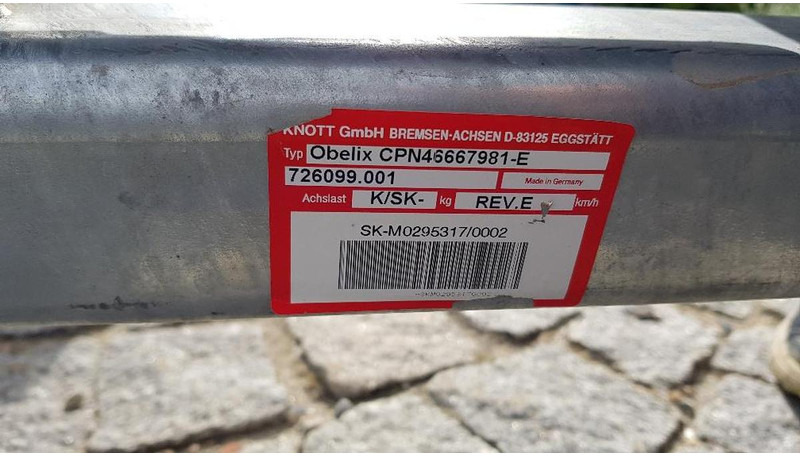 KNOTT GmbH BREMSEN-ACHSEN D-83125 EGGSTÄTT
Typ Obelix CPN46667981-E
726099.001 Made in Germany
Achslast K/SK- kg REV.E km/h
SK-M0295317/0002